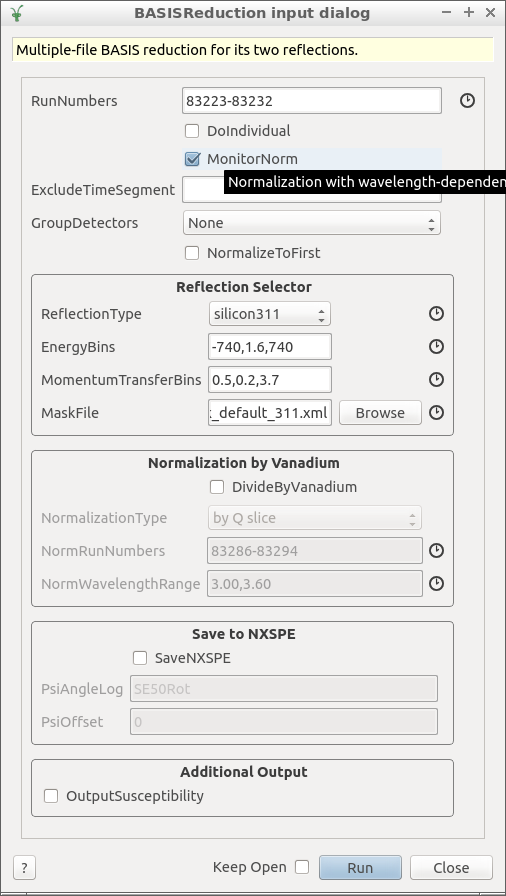 BASISReduction input dialog
Multiple-file BASIS reduction for its two reflections.
RunNumbers 83223-83232
DoIndividual
MonitorNorm
Normalization with wavelength-dependen
ExcludeTimeSegment
GroupDetectors None
NormalizeToFirst
Reflection Selector
ReflectionType silicon311
EnergyBins -740,1.6,740
MomentumTransferBins 0.5,0.2,3.7
MaskFile _default_311.xml Browse
Normalization by Vanadium
DivideByVanadium
NormalizationType by Q slice
NormRunNumbers 83286-83294
NormWavelengthRange 3.00,3.60
Save to NXSPE
SaveNXSPE
PsiAngleLog SE50Rot
PsiOffset 0
Additional Output
OutputSusceptibility
? Keep Open Run Close